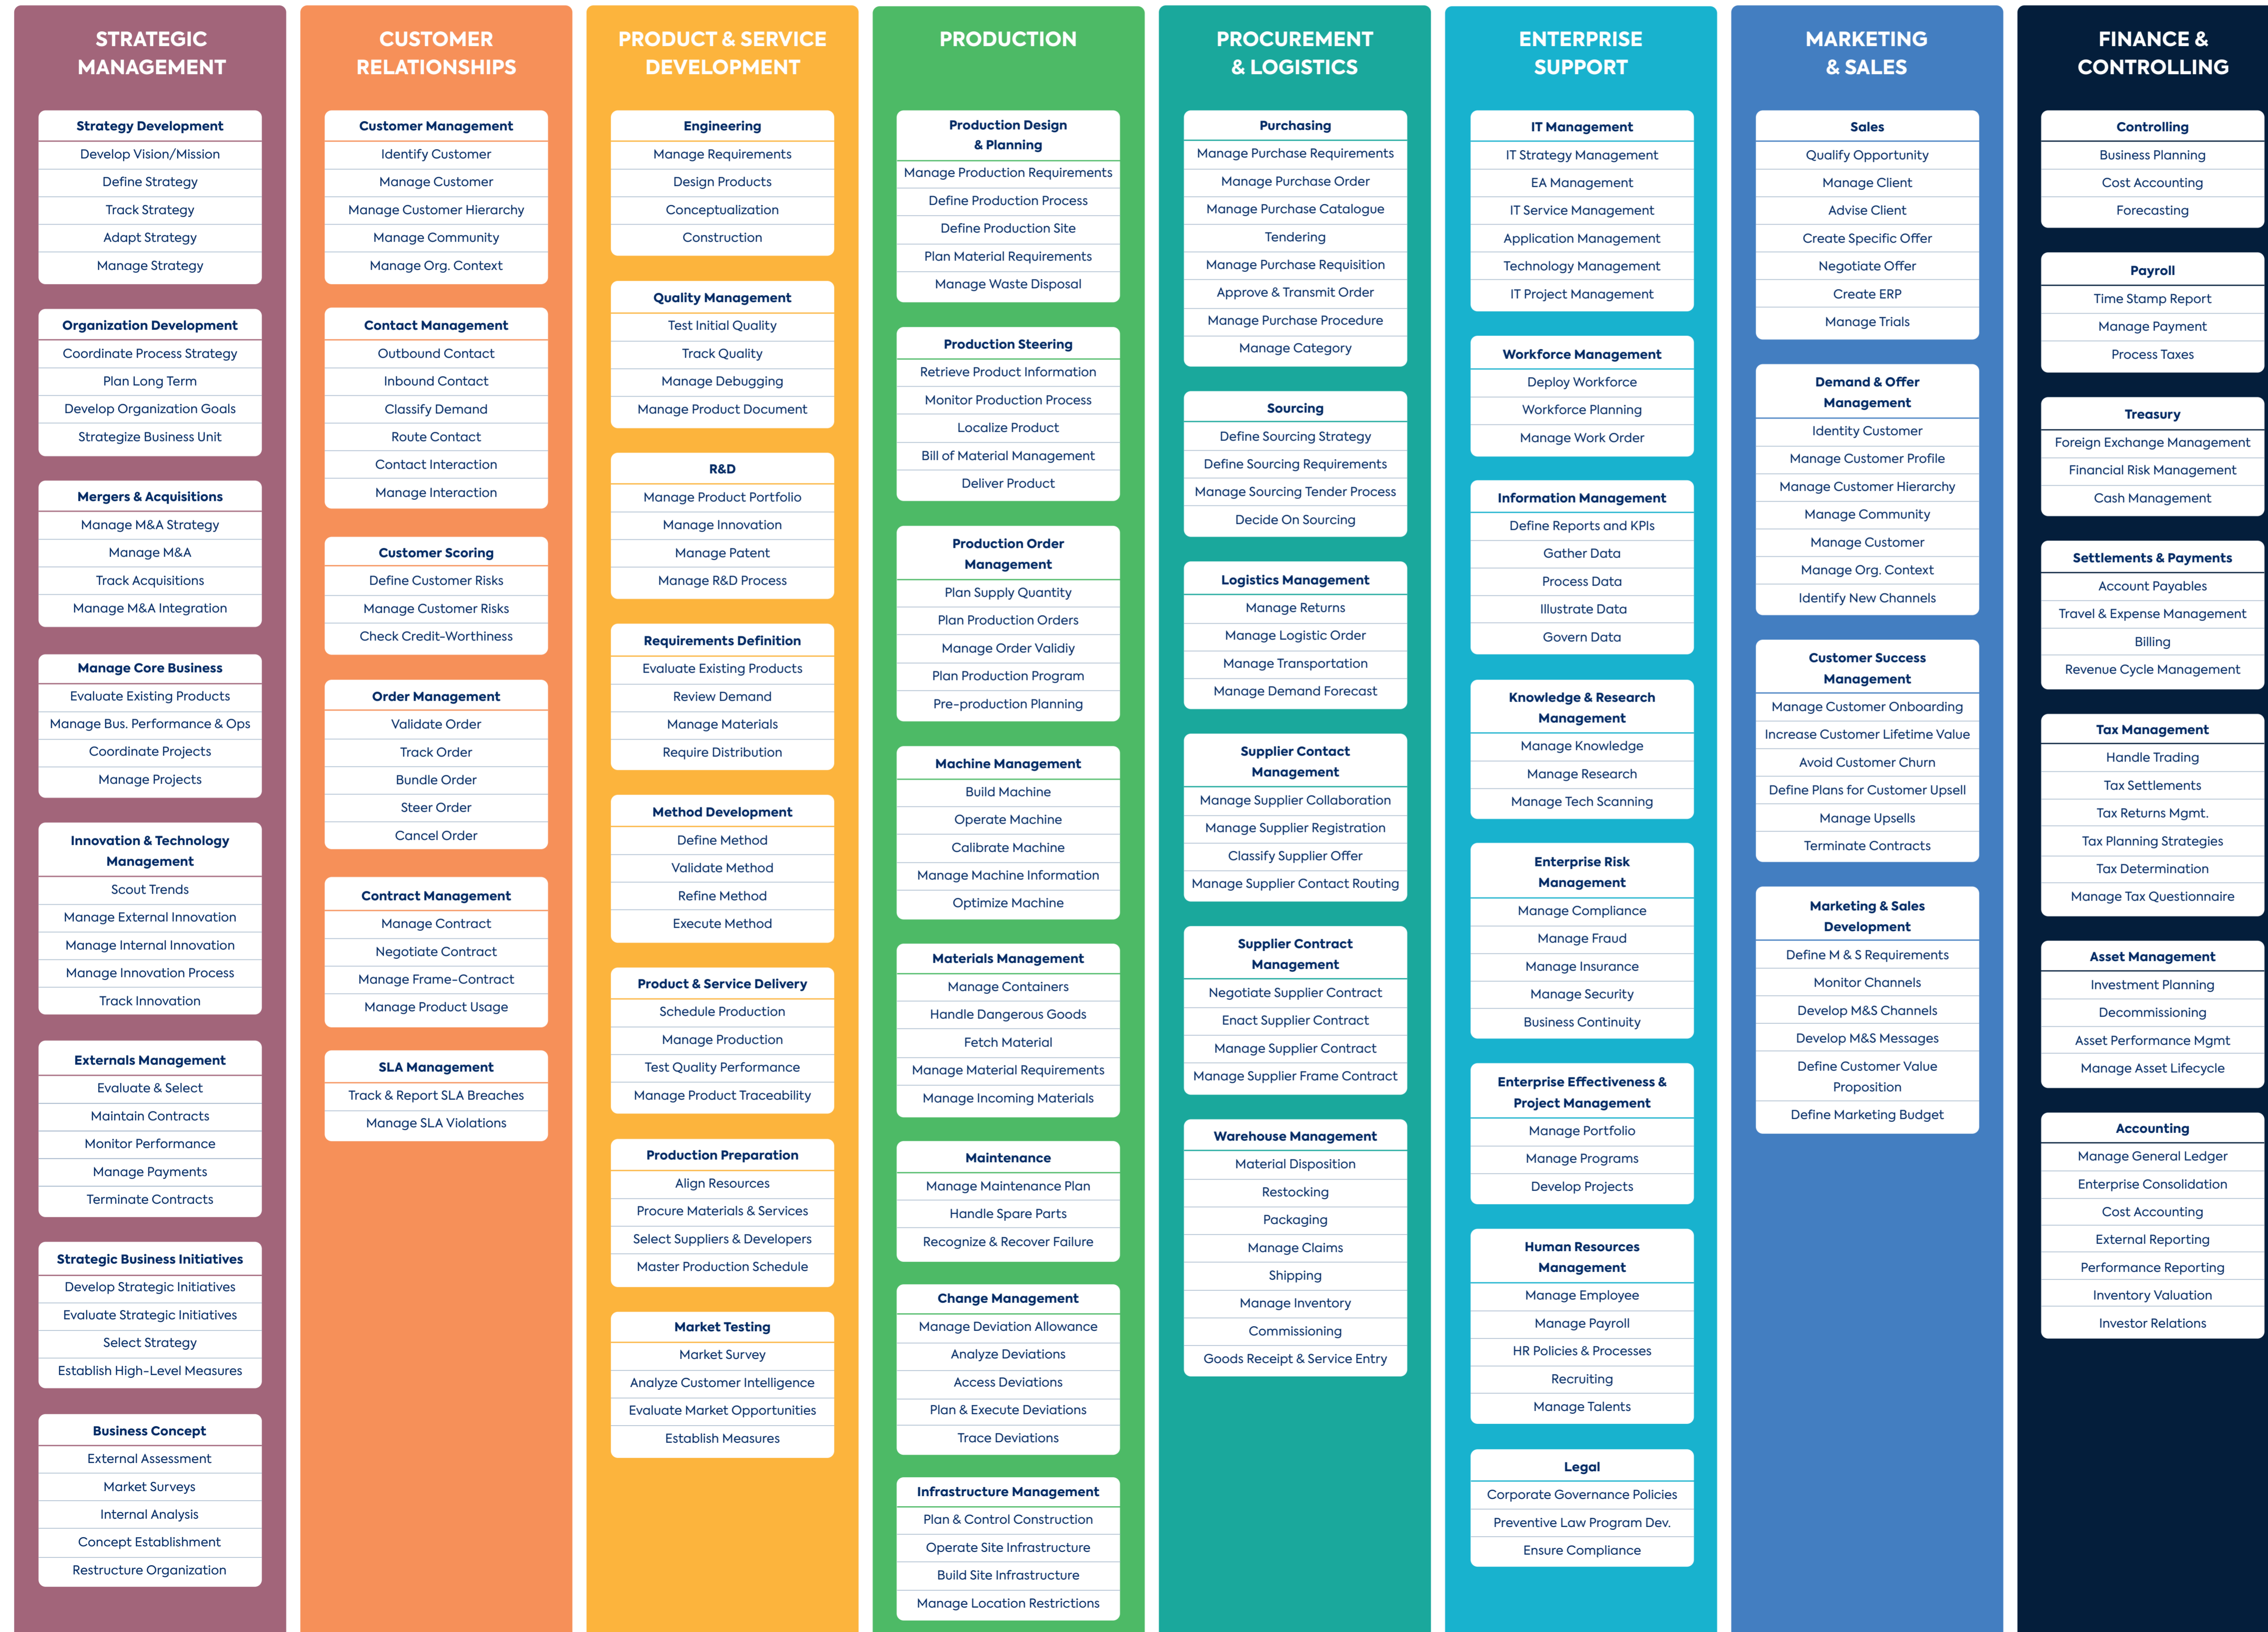 STRATEGIC
MANAGEMENT
Strategy Development
Develop Vision/Mission
Define Strategy
Track Strategy
Adapt Strategy
Manage Strategy
Organization Development
Coordinate Process Strategy
Plan Long Term
Develop Organization Goals
Strategize Business Unit
Mergers & Acquisitions
Manage M&A Strategy
Manage M&A
Track Acquisitions
Manage M&A Integration
Manage Core Business
Evaluate Existing Products
Manage Bus. Performance & Ops
Coordinate Projects
Manage Projects
Innovation & Technology
Management
Scout Trends
Manage External Innovation
Manage Internal Innovation
Manage Innovation Process
Track Innovation
Externals Management
Evaluate & Select
Maintain Contracts
Monitor Performance
Manage Payments
Terminate Contracts
Strategic Business Initiatives
Develop Strategic Initiatives
Evaluate Strategic Initiatives
Select Strategy
Establish High-Level Measures
Business Concept
External Assessment
Market Surveys
Internal Analysis
Concept Establishment
Restructure Organization
CUSTOMER
RELATIONSHIPS
Customer Management
Identify Customer
Manage Customer
Manage Customer Hierarchy
Manage Community
Manage Org. Context
Contact Management
Outbound Contact
Inbound Contact
Classify Demand
Route Contact
Contact Interaction
Manage Interaction
Customer Scoring
Define Customer Risks
Manage Customer Risks
Check Credit-Worthiness
Order Management
Validate Order
Track Order
Bundle Order
Steer Order
Cancel Order
Contract Management
Manage Contract
Negotiate Contract
Manage Frame-Contract
Manage Product Usage
SLA Management
Track & Report SLA Breaches
Manage SLA Violations
PRODUCT & SERVICE
DEVELOPMENT
Engineering
Manage Requirements
Design Products
Conceptualization
Construction
Quality Management
Test Initial Quality
Track Quality
Manage Debugging
Manage Product Document
R&D
Manage Product Portfolio
Manage Innovation
Manage Patent
Manage R&D Process
Requirements Definition
Evaluate Existing Products
Review Demand
Manage Materials
Require Distribution
Method Development
Define Method
Validate Method
Refine Method
Execute Method
Product & Service Delivery
Schedule Production
Manage Production
Test Quality Performance
Manage Product Traceability
Production Preparation
Align Resources
Procure Materials & Services
Select Suppliers & Developers
Master Production Schedule
Market Testing
Market Survey
Analyze Customer Intelligence
Evaluate Market Opportunities
Establish Measures
PRODUCTION
Production Design
& Planning
Manage Production Requirements
Define Production Process
Define Production Site
Plan Material Requirements
Manage Waste Disposal
Production Steering
Retrieve Product Information
Monitor Production Process
Localize Product
Bill of Material Management
Deliver Product
Production Order
Management
Plan Supply Quantity
Plan Production Orders
Manage Order Validiy
Plan Production Program
Pre-production Planning
Machine Management
Build Machine
Operate Machine
Calibrate Machine
Manage Machine Information
Optimize Machine
Materials Management
Manage Containers
Handle Dangerous Goods
Fetch Material
Manage Material Requirements
Manage Incoming Materials
Maintenance
Manage Maintenance Plan
Handle Spare Parts
Recognize & Recover Failure
Change Management
Manage Deviation Allowance
Analyze Deviations
Access Deviations
Plan & Execute Deviations
Trace Deviations
Infrastructure Management
Plan & Control Construction
Operate Site Infrastructure
Build Site Infrastructure
Manage Location Restrictions
PROCUREMENT
& LOGISTICS
Purchasing
Manage Purchase Requirements
Manage Purchase Order
Manage Purchase Catalogue
Tendering
Manage Purchase Requisition
Approve & Transmit Order
Manage Purchase Procedure
Manage Category
Sourcing
Define Sourcing Strategy
Define Sourcing Requirements
Manage Sourcing Tender Process
Decide On Sourcing
Logistics Management
Manage Returns
Manage Logistic Order
Manage Transportation
Manage Demand Forecast
Supplier Contact
Management
Manage Supplier Collaboration
Manage Supplier Registration
Classify Supplier Offer
Manage Supplier Contact Routing
Supplier Contract
Management
Negotiate Supplier Contract
Enact Supplier Contract
Manage Supplier Contract
Manage Supplier Frame Contract
Warehouse Management
Material Disposition
Restocking
Packaging
Manage Claims
Shipping
Manage Inventory
Commissioning
Goods Receipt & Service Entry
ENTERPRISE
SUPPORT
IT Management
IT Strategy Management
EA Management
IT Service Management
Application Management
Technology Management
IT Project Management
Workforce Management
Deploy Workforce
Workforce Planning
Manage Work Order
Information Management
Define Reports and KPIs
Gather Data
Process Data
Illustrate Data
Govern Data
Knowledge & Research
Management
Manage Knowledge
Manage Research
Manage Tech Scanning
Enterprise Risk
Management
Manage Compliance
Manage Fraud
Manage Insurance
Manage Security
Business Continuity
Enterprise Effectiveness &
Project Management
Manage Portfolio
Manage Programs
Develop Projects
Human Resources
Management
Manage Employee
Manage Payroll
HR Policies & Processes
Recruiting
Manage Talents
Legal
Corporate Governance Policies
Preventive Law Program Dev.
Ensure Compliance
MARKETING
& SALES
Sales
Qualify Opportunity
Manage Client
Advise Client
Create Specific Offer
Negotiate Offer
Create ERP
Manage Trials
Demand & Offer
Management
Identity Customer
Manage Customer Profile
Manage Customer Hierarchy
Manage Community
Manage Customer
Manage Org. Context
Identify New Channels
Customer Success
Management
Manage Customer Onboarding
Increase Customer Lifetime Value
Avoid Customer Churn
Define Plans for Customer Upsell
Manage Upsells
Terminate Contracts
Marketing & Sales
Development
Define M & S Requirements
Monitor Channels
Develop M&S Channels
Develop M&S Messages
Define Customer Value
Proposition
Define Marketing Budget
FINANCE &
CONTROLLING
Controlling
Business Planning
Cost Accounting
Forecasting
Payroll
Time Stamp Report
Manage Payment
Process Taxes
Treasury
Foreign Exchange Management
Financial Risk Management
Cash Management
Settlements & Payments
Account Payables
Travel & Expense Management
Billing
Revenue Cycle Management
Tax Management
Handle Trading
Tax Settlements
Tax Returns Mgmt.
Tax Planning Strategies
Tax Determination
Manage Tax Questionnaire
Asset Management
Investment Planning
Decommissioning
Asset Performance Mgmt
Manage Asset Lifecycle
Accounting
Manage General Ledger
Enterprise Consolidation
Cost Accounting
External Reporting
Performance Reporting
Inventory Valuation
Investor Relations